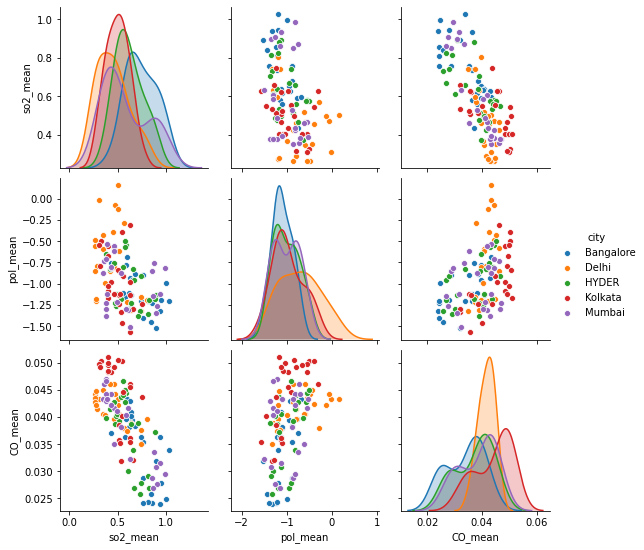 1.0
0.8
0.6
0.4
so2_mean
0.00
−0.25
−0.50
−0.75
−1.00
−1.25
−1.50
pol_mean
city
Bangalore
Delhi
HYDER
Kolkata
Mumbai
0.050
0.045
0.040
0.035
0.030
0.025
CO_mean
0.0 0.5 1.0
so2_mean
−2 −1 0 1
pol_mean
0.02 0.04 0.06
CO_mean